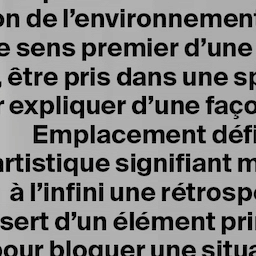 on de l'environnement
e sens premier d'une
, être pris dans une sp
r expliquer d'une faço
Emplacement défi
artistique signifiant m
à l'infini une rétrosp
sert d'un élément pri
pour bloquer une situa